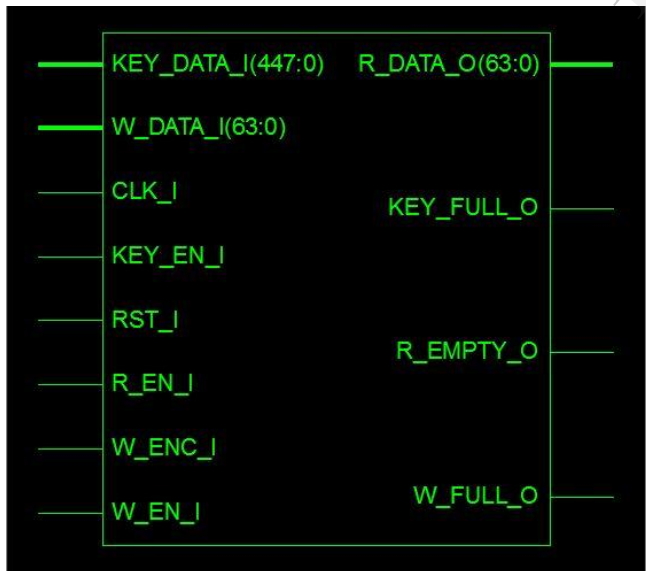 KEY_DATA_I(447:0) R_DATA_O(63:0)
W_DATA_I(63:0)
CLK_I
KEY_FULL_O
KEY_EN_I
RST_I
R_EMPTY_O
R_EN_I
W_ENC_I
W_FULL_O
W_EN_I